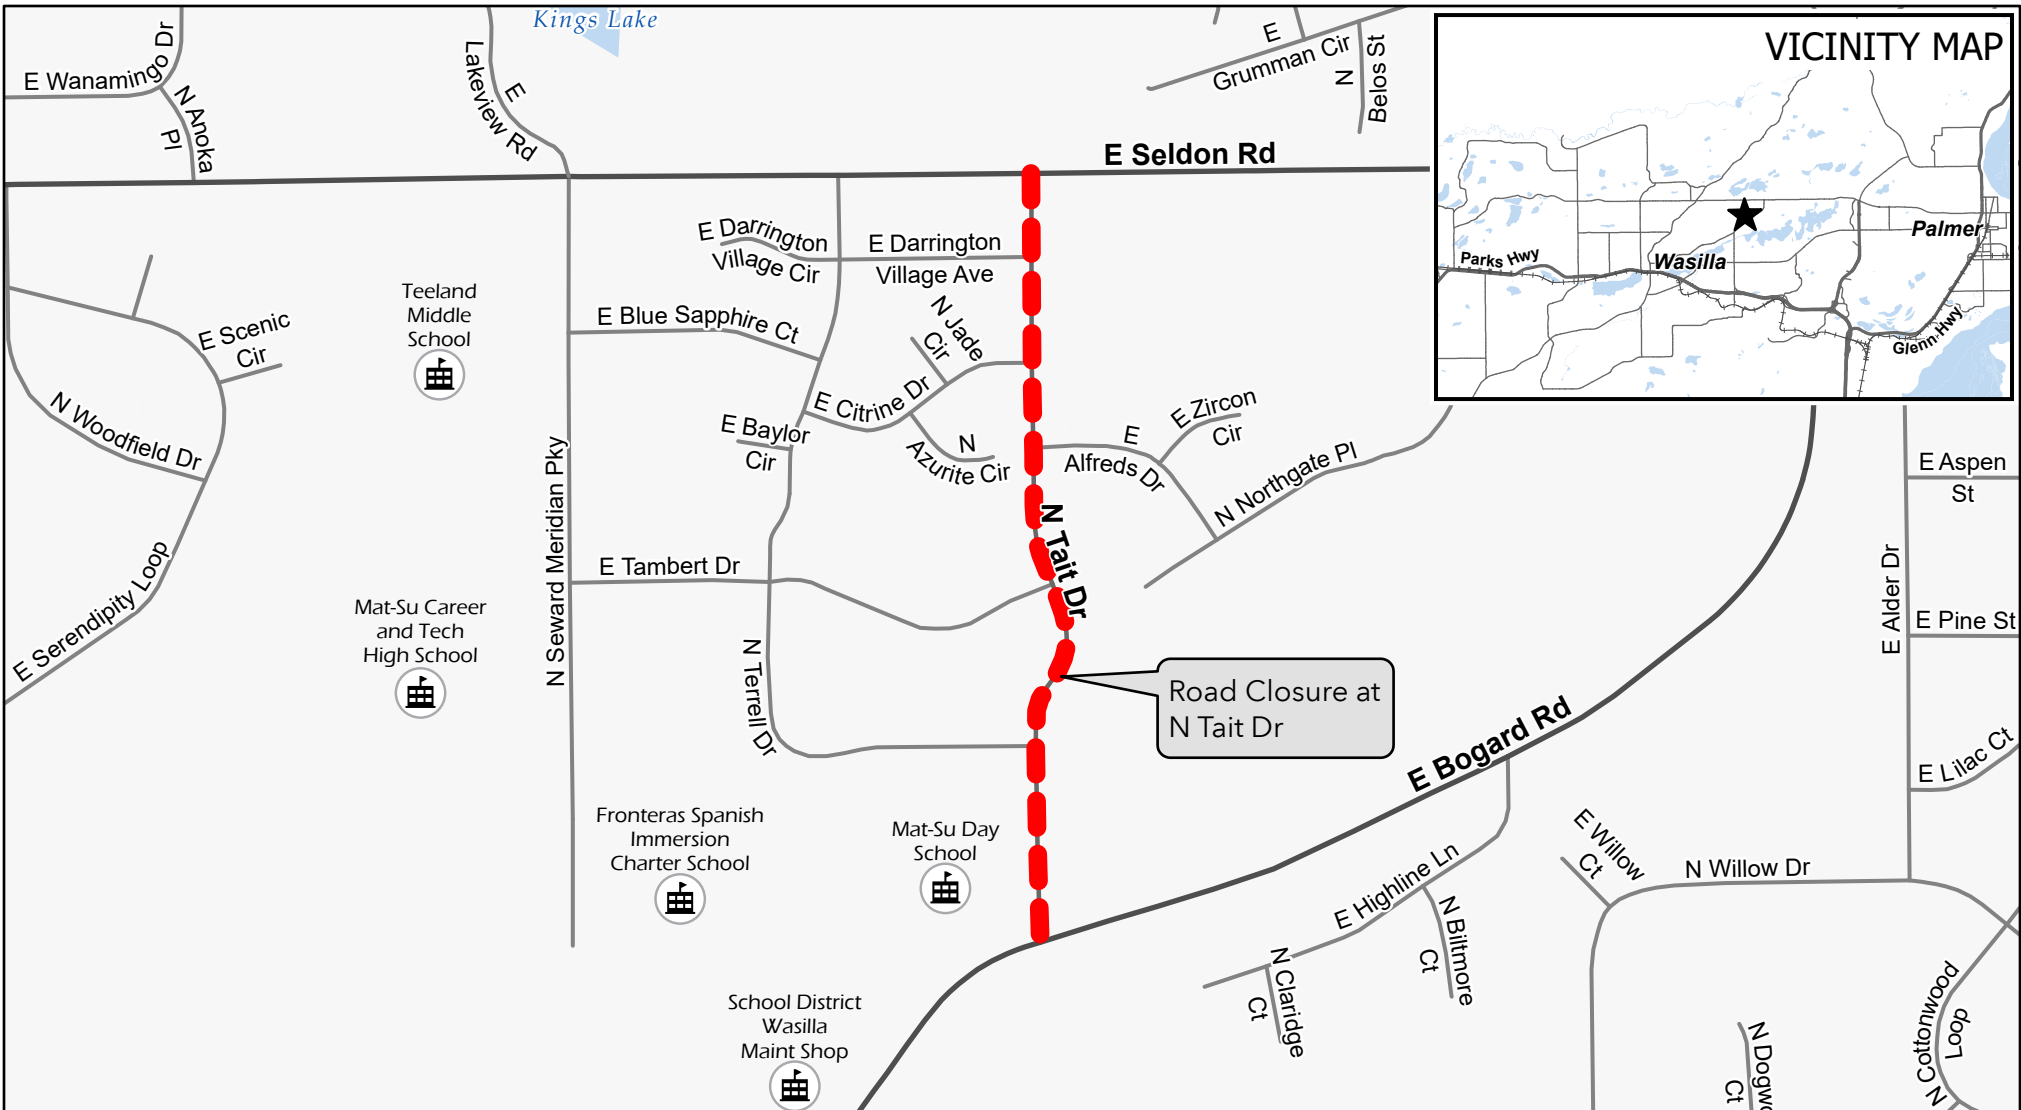 Kings Lake
VICINITY MAP
Palmer
Wasilla
Parks Hwy
Glenn Hwy
E Wanamingo Dr
N Anoka
Pl
E
Lakeview Rd
E
Grumman Cir
N
Belos St
E Seldon Rd
E Darrington
Village Cir
E Darrington
Village Ave
Teeland
Middle
School
E Blue Sapphire Ct
N Jade
Cir
E Scenic
Cir
N Woodfield Dr
E Citrine Dr
E Baylor
Cir
N
Azurite Cir
E
Alfreds Dr
E Zircon
Cir
N Northgate Pl
N Seward Meridian Pky
N Tait Dr
E Aspen
St
E Serendipity Loop
E Tambert Dr
Mat-Su Career
and Tech
High School
E Alder Dr
E Pine St
N Terrell Dr
Road Closure at
N Tait Dr
E Bogard Rd
E Lilac Ct
Fronteras Spanish
Immersion
Charter School
Mat-Su Day
School
E Highline Ln
E Willow
Ct
N Willow Dr
N Biltmore
Ct
N Claridge
Ct
School District
Wasilla
Maint Shop
N Cottonwood
Loop
N
N Dogwo
Ct